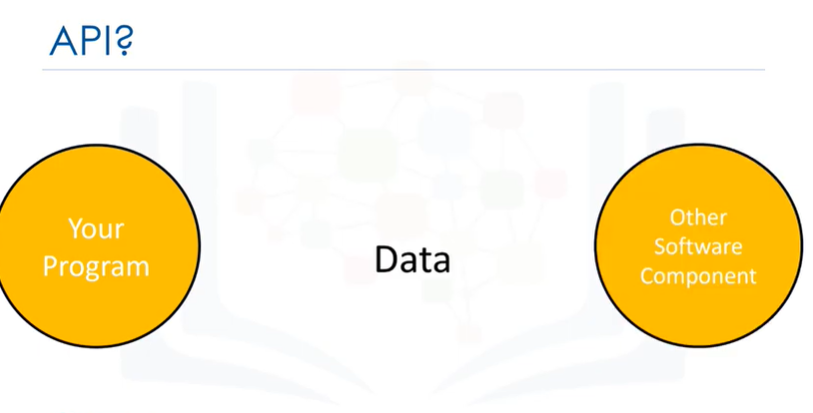 API?
Your
Program
Data
Other
Software
Component